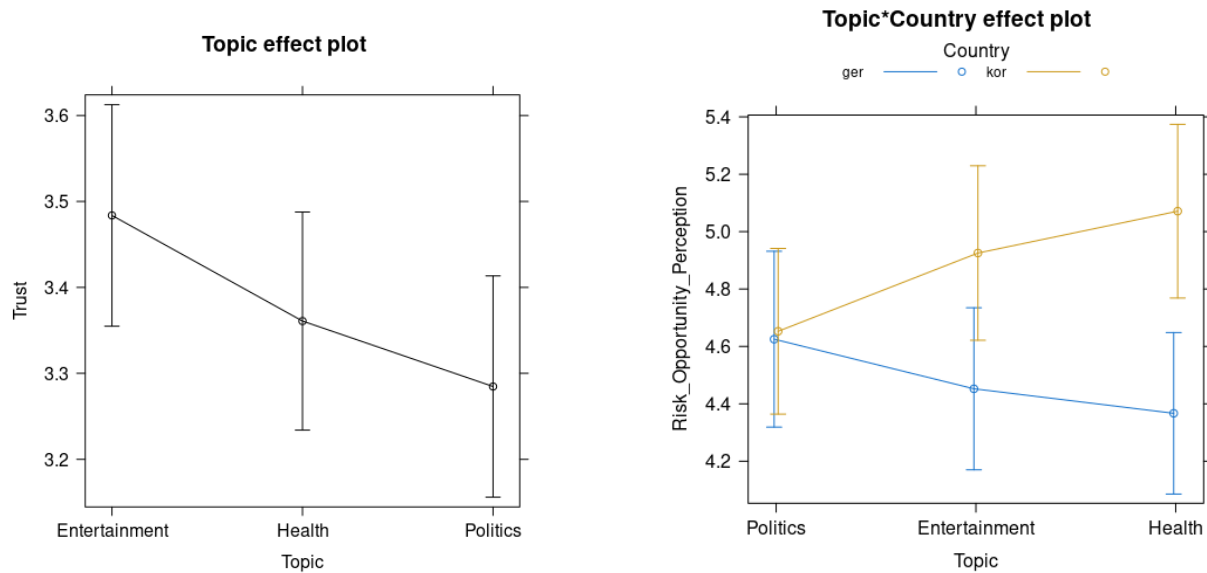 Topic effect plot
3.6
3.5
3.4
3.3
3.2
Trust
Entertainment Health Politics
Topic
Topic*Country effect plot
Country
ger kor
5.4
5.2
5.0
4.8
4.6
4.4
4.2
Risk_Opportunity_Perception
Politics Entertainment Health
Topic